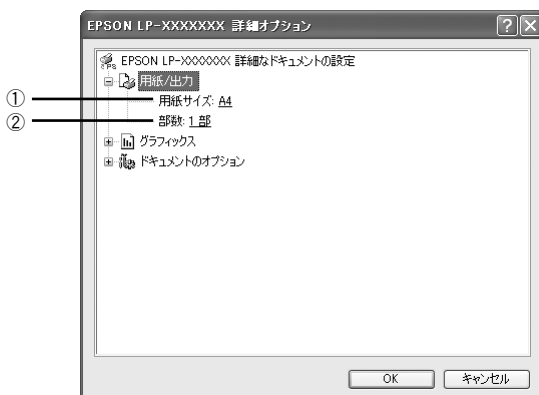 EPSON LP-XXXXXXX 詳細オプション
EPSON LP-XXXXXXX 詳細なドキュメントの設定
用紙/出力
① 用紙サイズ: A4
② 部数: 1 部
グラフィックス
ドキュメントのオプション
OK キャンセル